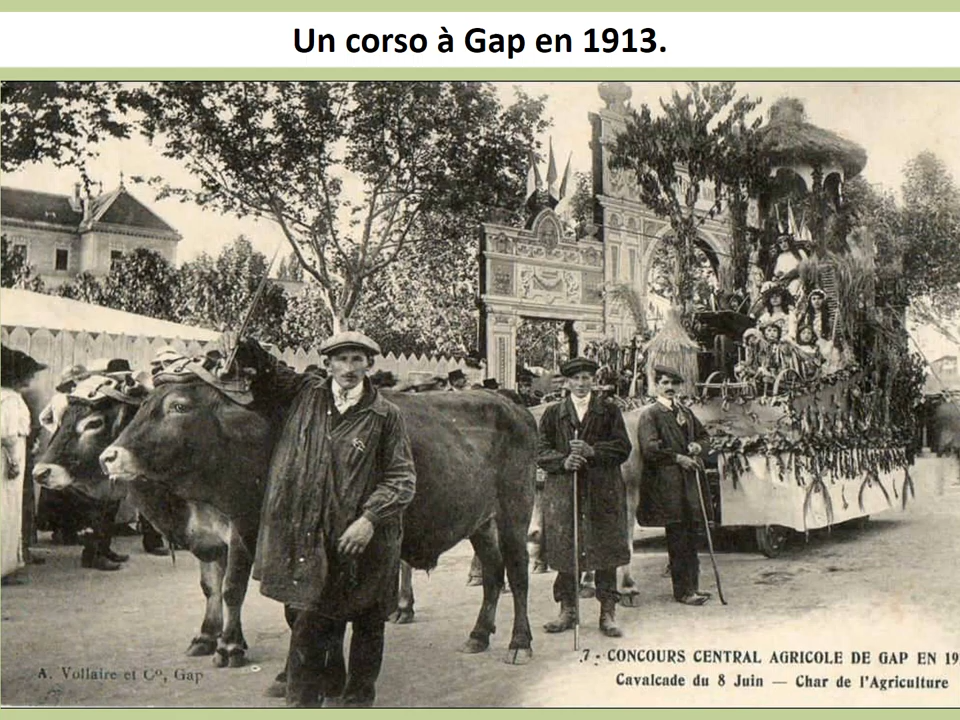 Un corso à Gap en 1913.
7 - CONCOURS CENTRAL AGRICOLE DE GAP EN 19
Cavalcade du 8 Juin — Char de l'Agriculture
A. Vollaire et Cº, Gap